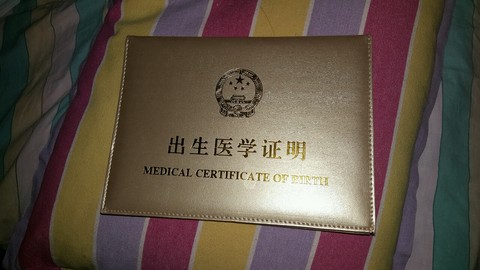 出生医学证明
MEDICAL CERTIFICATE OF BIRTH